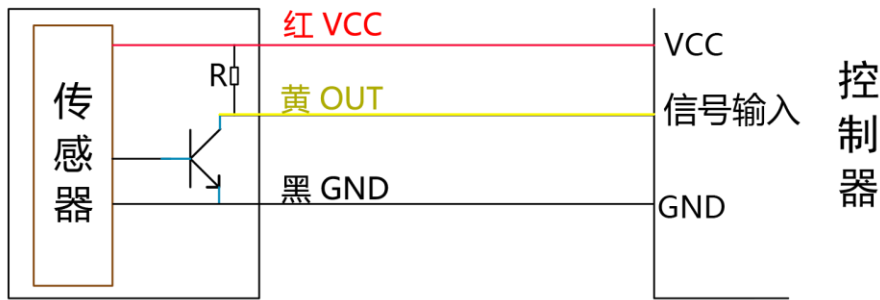 红 VCC
VCC
R
黄 OUT
信号输入
传感器
控制器
黑 GND
GND